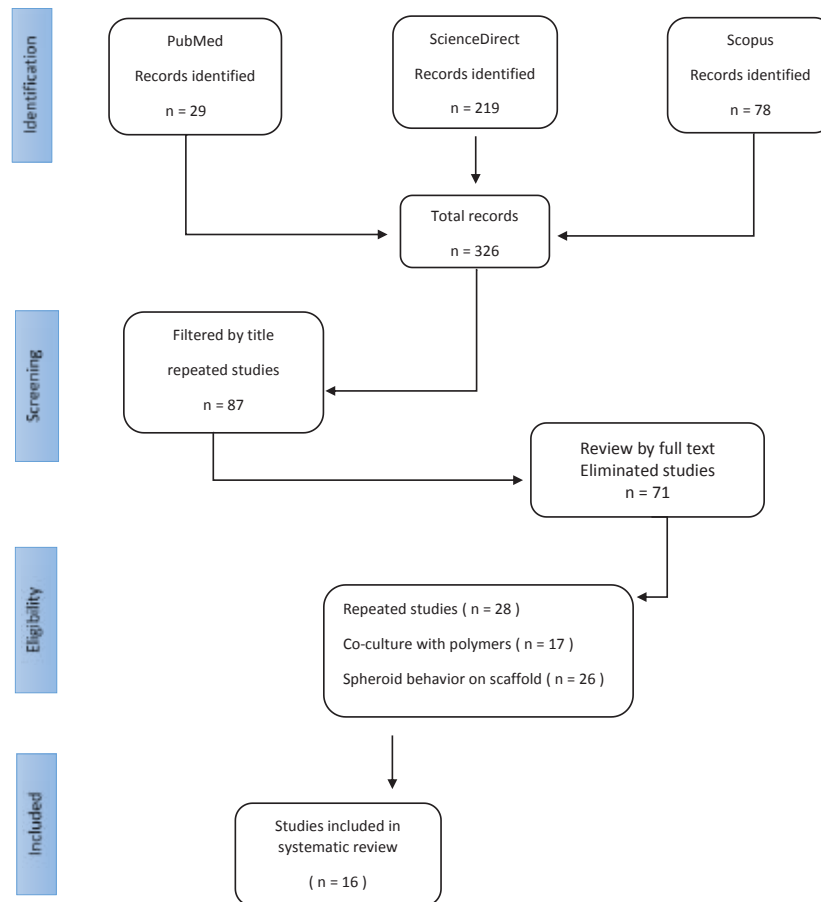 Identification
PubMed
Records identified
n = 29
ScienceDirect
Records identified
n = 219
Scopus
Records identified
n = 78
Total records
n = 326
Screening
Filtered by title
repeated studies
n = 87
Review by full text
Eliminated studies
n = 71
Eligibility
Repeated studies ( n = 28 )
Co-culture with polymers ( n = 17 )
Spheroid behavior on scaffold ( n = 26 )
Included
Studies included in
systematic review
( n = 16 )